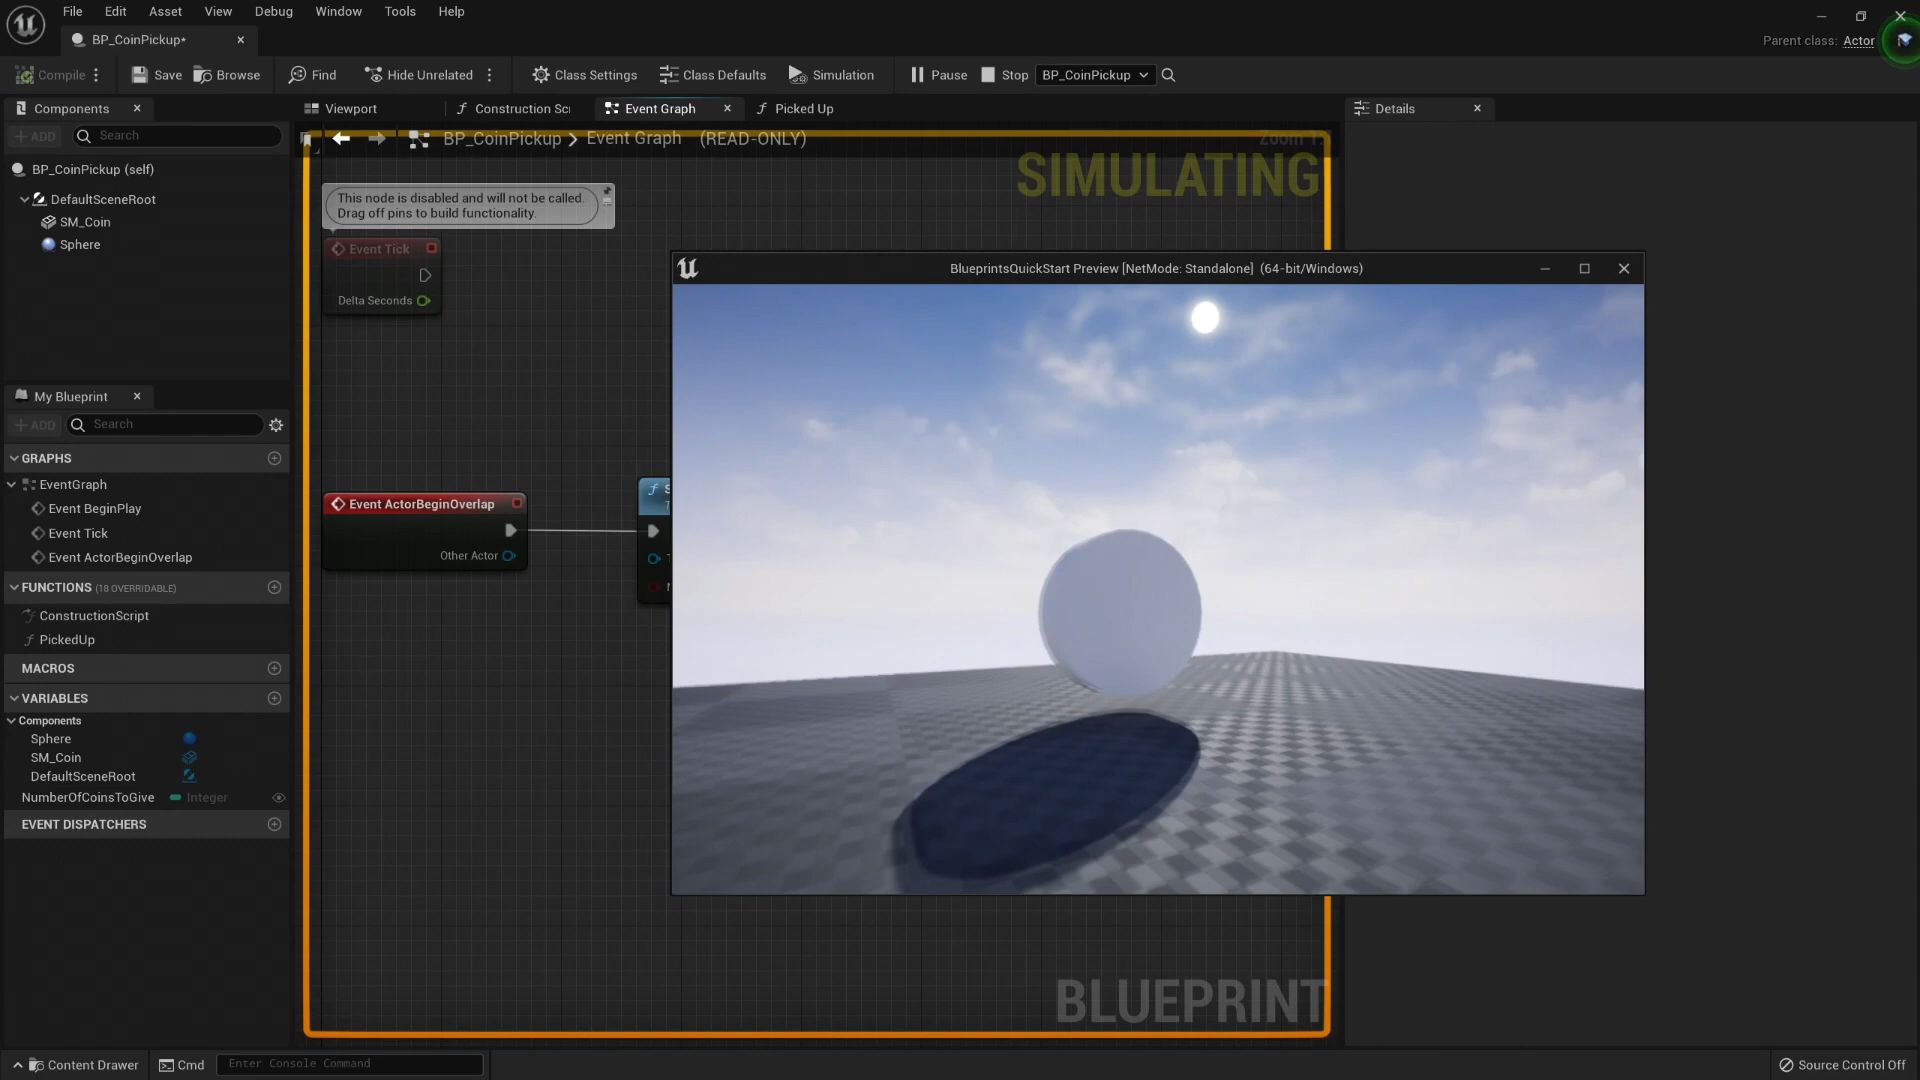 File Edit Asset View Debug Window Tools Help
BP_CoinPickup*
Parent class: Actor
Compile Save Browse Find Hide Unrelated Class Settings Class Defaults Simulation Pause Stop BP_CoinPickup
Components Viewport Construction Sc Event Graph Picked Up Details
+ ADD Search
BP_CoinPickup > Event Graph (READ-ONLY)
SIMULATING
BP_CoinPickup (self)
DefaultSceneRoot
SM_Coin
Sphere
This node is disabled and will not be called.
Drag off pins to build functionality.
Event Tick
Delta Seconds
BlueprintsQuickStart Preview [NetMode: Standalone] (64-bit/Windows)
My Blueprint
+ ADD Search
GRAPHS
EventGraph
Event BeginPlay
Event Tick
Event ActorBeginOverlap
FUNCTIONS (18 OVERRIDABLE)
ConstructionScript
PickedUp
MACROS
VARIABLES
Components
Sphere
SM_Coin
DefaultSceneRoot
NumberOfCoinsToGive Integer
EVENT DISPATCHERS
Event ActorBeginOverlap
Other Actor
BLUEPRINT
Content Drawer Cmd Enter Console Command Source Control Off